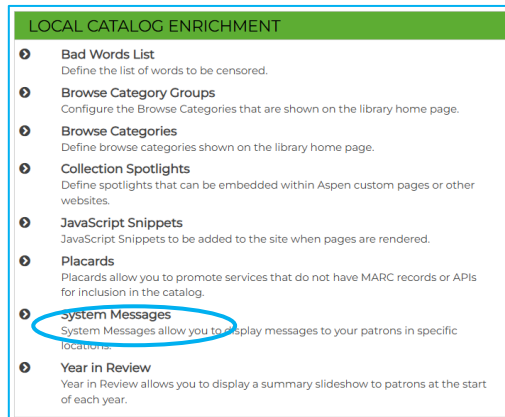 LOCAL CATALOG ENRICHMENT
Bad Words List
Define the list of words to be censored.
Browse Category Groups
Configure the Browse Categories that are shown on the library home page.
Browse Categories
Define browse categories shown on the library home page.
Collection Spotlights
Define spotlights that can be embedded within Aspen custom pages or other
websites.
JavaScript Snippets
JavaScript Snippets to be added to the site when pages are rendered.
Placards
Placards allow you to promote services that do not have MARC records or APIs
for inclusion in the catalog.
System Messages
System Messages allow you to display messages to your patrons in specific
locations.
Year in Review
Year in Review allows you to display a summary slideshow to patrons at the start
of each year.